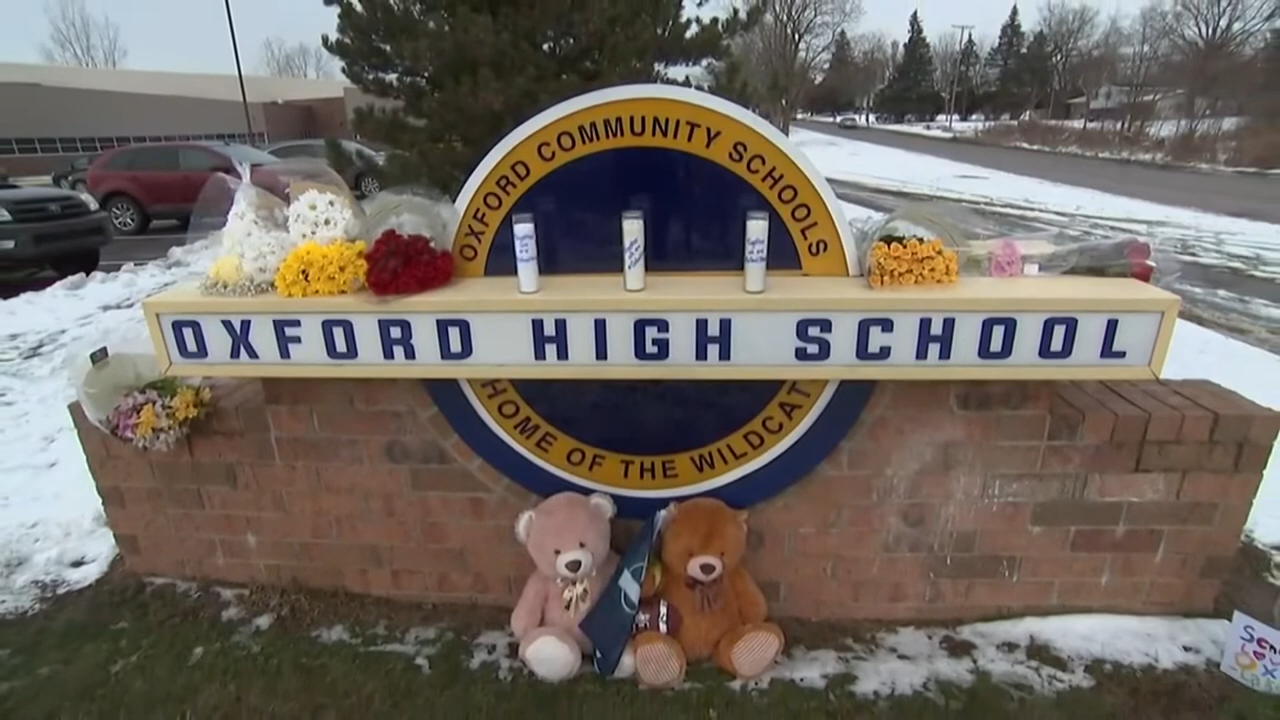 OXFORD COMMUNITY SCHOOLS
OXFORD HIGH SCHOOL
HOME OF THE WILDCAT